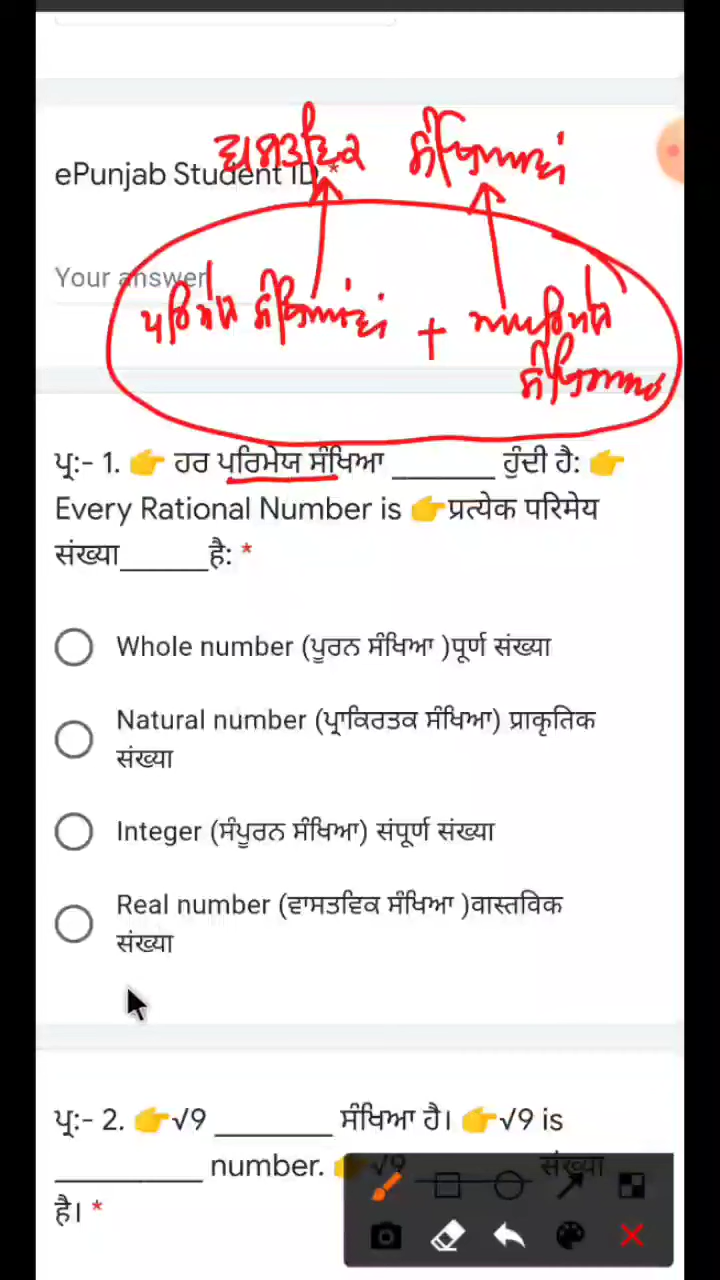 ਵਾਸਤਵਿਕ ਸੰਖਿਆਵਾਂ
ePunjab Student ID *
Your answer
ਪਰਿਮੇਯ ਸੰਖਿਆਵਾਂ + ਅਪਰਿਮੇਯ
ਪ੍ਰ:- 1. 👉 ਹਰ ਪਰਿਮੇਯ ਸੰਖਿਆ _______ ਹੁੰਦੀ ਹੈ: 👉
Every Rational Number is 👉प्रत्येक परिमेय
संख्या______है: *
Whole number (ਪੂਰਨ ਸੰਖਿਆ )पूर्ण संख्या
Natural number (ਪ੍ਰਾਕਿਰਤਕ ਸੰਖਿਆ) प्राकृतिक
संख्या
Integer (ਸੰਪੂਰਨ ਸੰਖਿਆ) संपूर्ण संख्या
Real number (ਵਾਸਤਵਿਕ ਸੰਖਿਆ )वास्तविक
संख्या
ਪ੍ਰ:- 2. 👉√9 ________ ਸੰਖਿਆ ਹੈ। 👉√9 is
__________ number. 👉√9 ________ संख्या
है। *